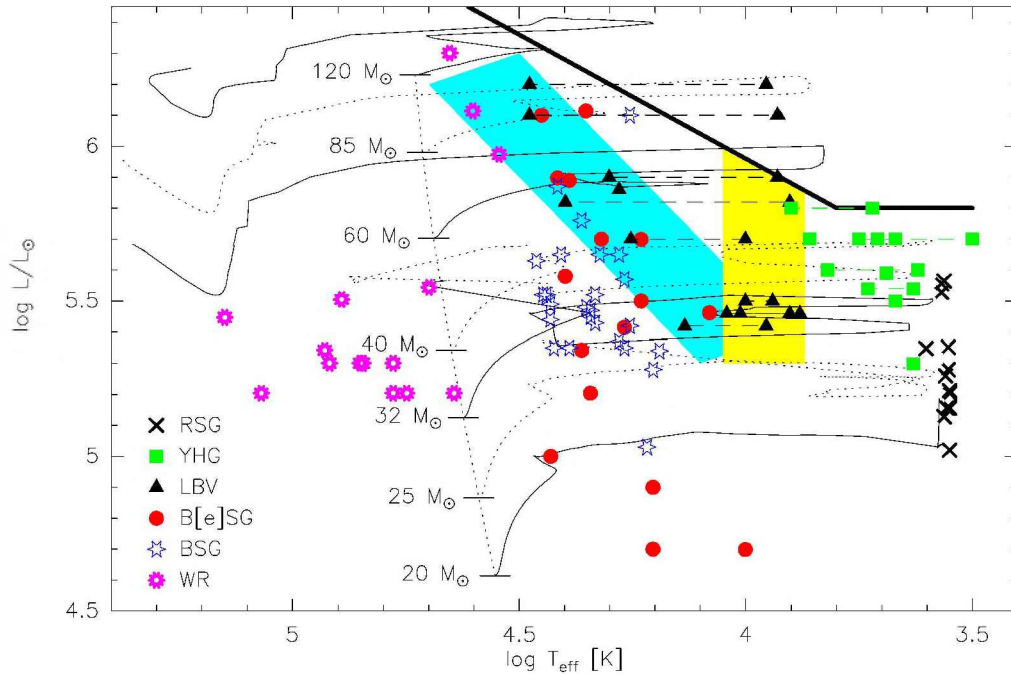 log L/L☉
6
5.5
5
4.5
120 M☉
85 M☉
60 M☉
40 M☉
32 M☉
25 M☉
20 M☉
RSG
YHG
LBV
B[e]SG
BSG
WR
5
4.5
4
3.5
log T_eff [K]